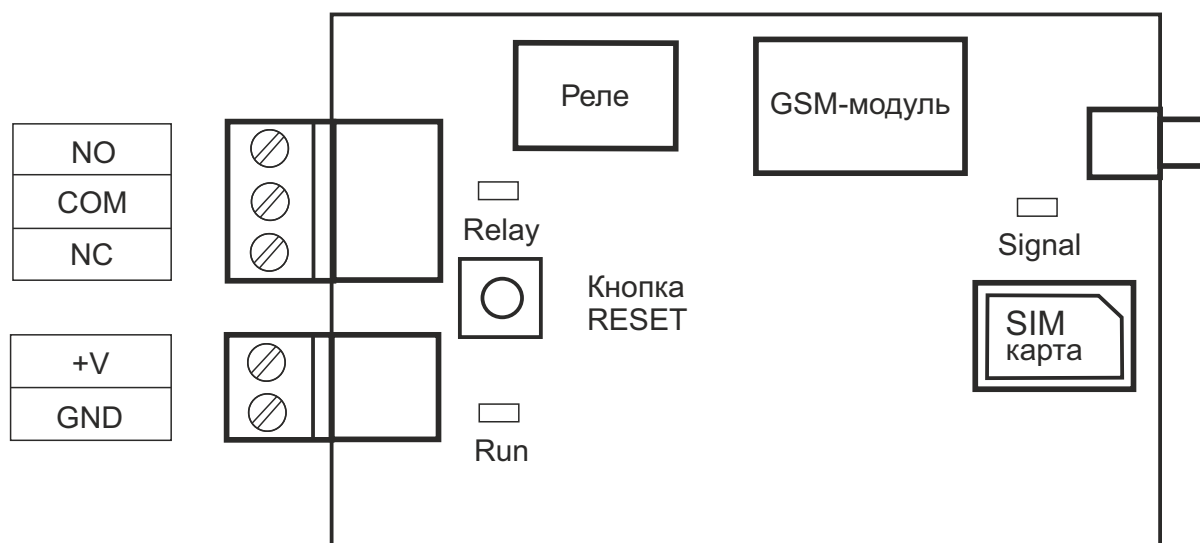 Реле
GSM-модуль
NO
COM
NC
Relay
Signal
Кнопка
RESET
SIM
карта
+V
GND
Run